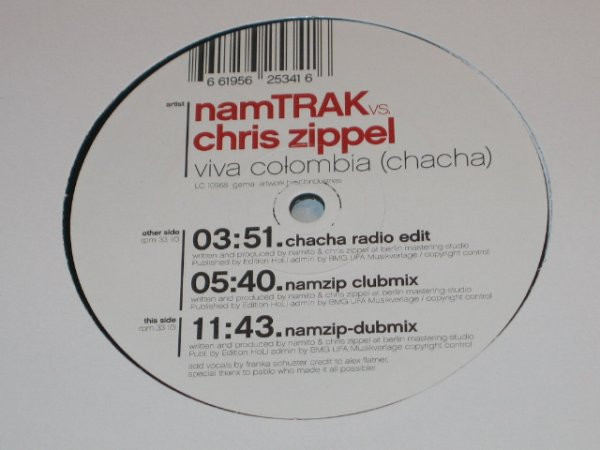 6 61956 25341 6
artist
namTRAK vs.
chris zippel
viva colombia (chacha)
LC 10968 gema artwork
other side
rpm 33 1/3
03:51. chacha radio edit
written and produced by namito & chris zippel at berlin mastering studio
Published by Edition HoLi admin by BMG UFA Musikverlage / copyright control
05:40. namzip clubmix
written and produced by namito & chris zippel at berlin mastering studio
Published by Edition HoLi admin by BMG UFA Musikverlage / copyright control
this side
rpm 33 1/3
11:43. namzip-dubmix
written and produced by namito & chris zippel at berlin mastering studio
Publ. by Edition HoLi admin by BMG UFA Musikverlage / copyright control
add vocals by franka schuster credit to alex flatner,
special thanx to pablo who made it all possible!